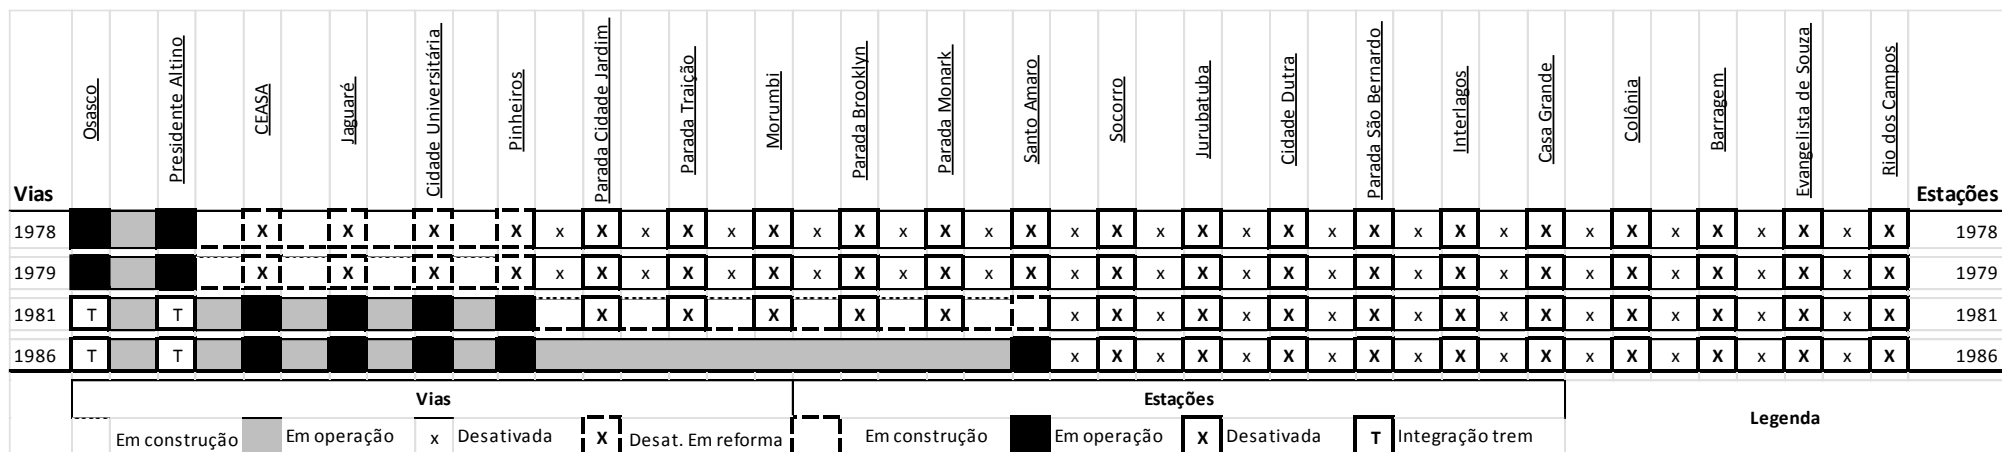 Osasco
Presidente Altino
CEASA
Jaguaré
Cidade Universitária
Pinheiros
Parada Cidade Jardim
Parada Traição
Morumbi
Parada Brooklyn
Parada Monark
Santo Amaro
Socorro
Jurubatuba
Cidade Dutra
Parada São Bernardo
Interlagos
Casa Grande
Colônia
Barragem
Evangelista de Souza
Rio dos Campos
Vias Estações
1978 X X X X x X x X x X x X x X x X x X x X x X x X x X x X x X x X x X x X 1978
1979 X X X X x X x X x X x X x X x X x X x X x X x X x X x X x X x X x X x X 1979
1981 T T X X X X X x X x X x X x X x X x X x X x X x X x X 1981
1986 T T x X x X x X x X x X x X x X x X x X x X 1986
Vias Estações Legenda
Em construção Em operação x Desativada X Desat. Em reforma Em construção Em operação X Desativada T Integração trem